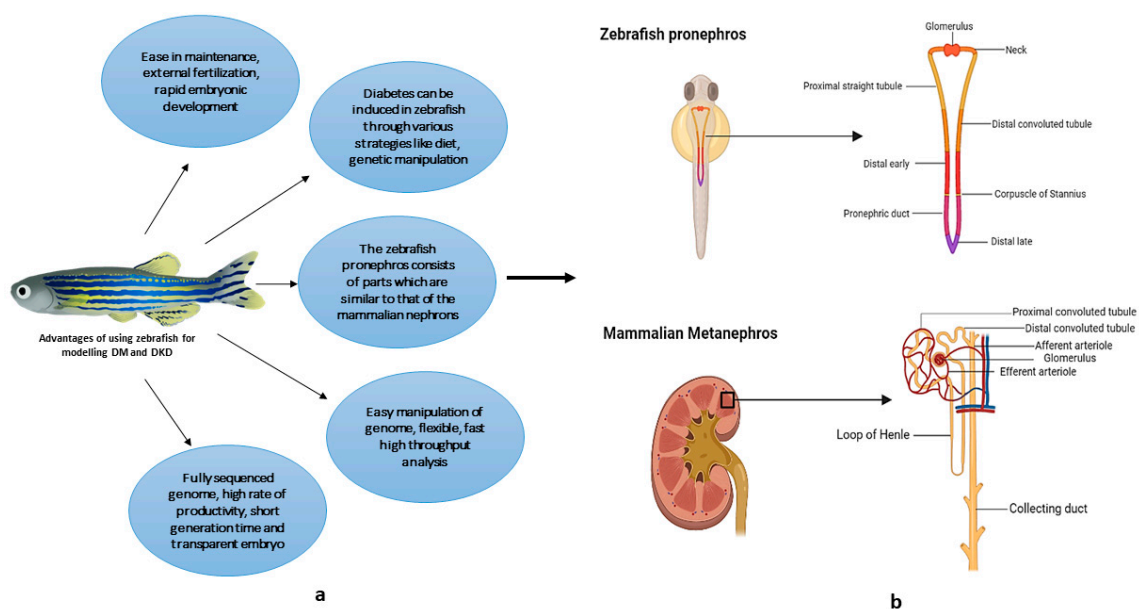 Ease in maintenance,
external fertilization,
rapid embryonic
development
Diabetes can be
induced in zebrafish
through various
strategies like diet,
genetic manipulation
The zebrafish
pronephros consists
of parts which are
similar to that of the
mammalian nephrons
Advantages of using zebrafish for
modelling DM and DKD
Easy manipulation of
genome, flexible, fast
high throughput
analysis
Fully sequenced
genome, high rate of
productivity, short
generation time and
transparent embryo
a
Zebrafish pronephros
Glomerulus
Neck
Proximal straight tubule
Distal convoluted tubule
Distal early
Corpuscle of Stannius
Pronephric duct
Distal late
Mammalian Metanephros
Proximal convoluted tubule
Distal convoluted tubule
Afferent arteriole
Glomerulus
Efferent arteriole
Loop of Henle
Collecting duct
b